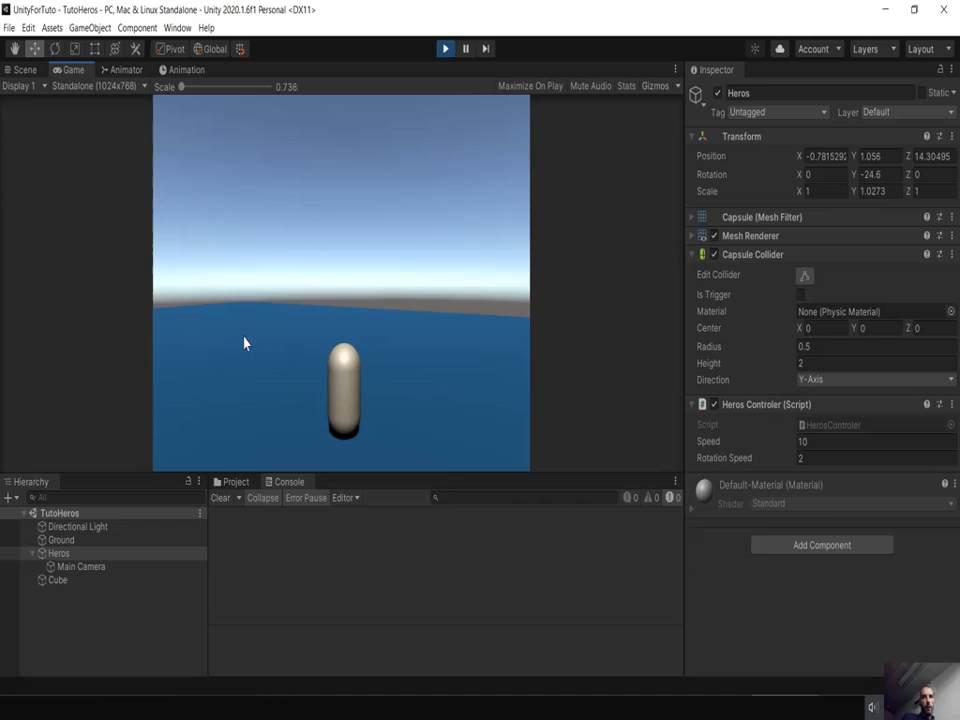 UnityForTuto - TutoHeros - PC, Mac & Linux Standalone - Unity 2020.1.6f1 Personal <DX11>
File Edit Assets GameObject Component Window Help
Pivot Global Account Layers Layout
Scene Game Animator Animation Inspector
Display 1 Standalone (1024x768) Scale 0.736 Maximize On Play Mute Audio Stats Gizmos
Heros Static
Tag Untagged Layer Default
Transform
Position X -0.7815292 Y 1.056 Z 14.30495
Rotation X 0 Y -24.6 Z 0
Scale X 1 Y 1.0273 Z 1
Capsule (Mesh Filter)
Mesh Renderer
Capsule Collider
Edit Collider
Is Trigger
Material None (Physic Material)
Center X 0 Y 0 Z 0
Radius 0.5
Height 2
Direction Y-Axis
Heros Controler (Script)
Script HerosControler
Speed 10
Rotation Speed 2
Default-Material (Material)
Shader Standard
Add Component
Hierarchy Project Console
All Clear Collapse Error Pause Editor 0 0 0
TutoHeros
Directional Light
Ground
Heros
Main Camera
Cube